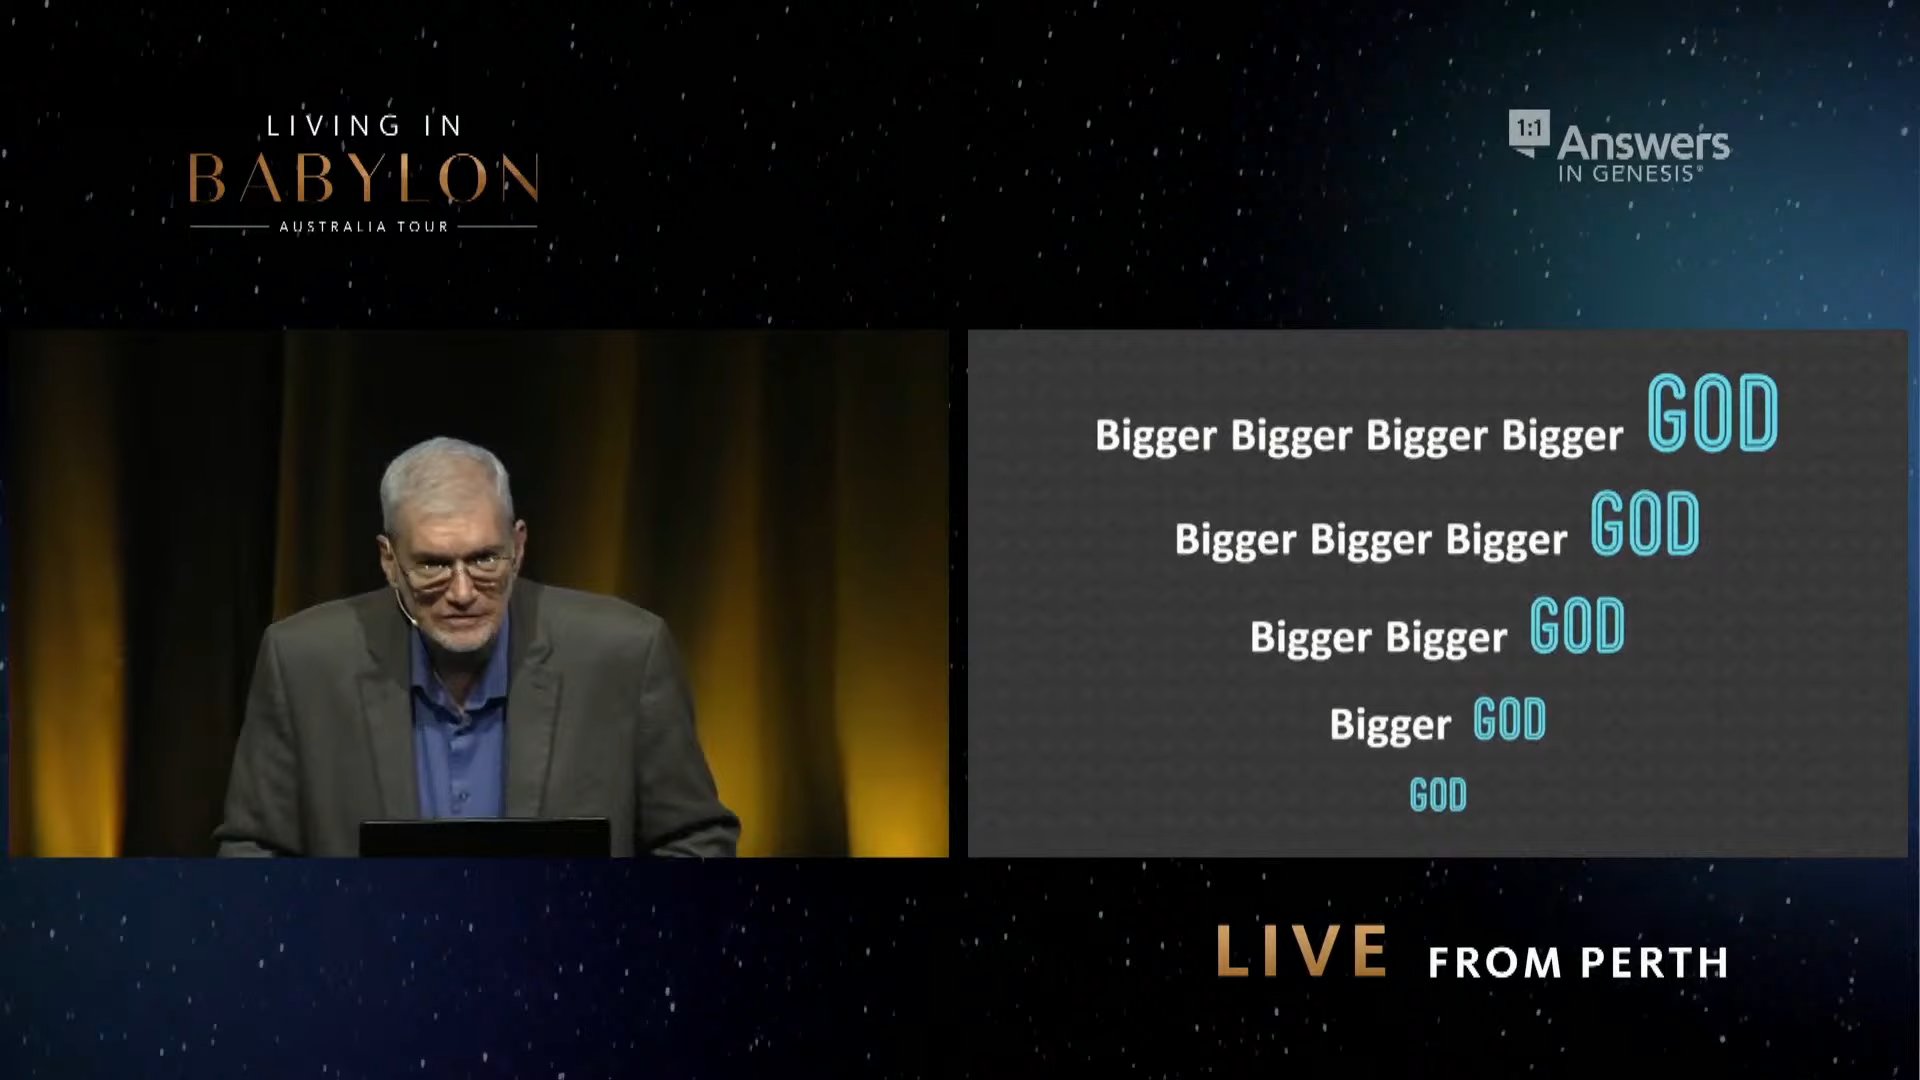 LIVING IN
BABYLON
AUSTRALIA TOUR
1:1
Answers
IN GENESIS®
Bigger Bigger Bigger Bigger GOD
Bigger Bigger Bigger GOD
Bigger Bigger GOD
Bigger GOD
GOD
LIVE FROM PERTH